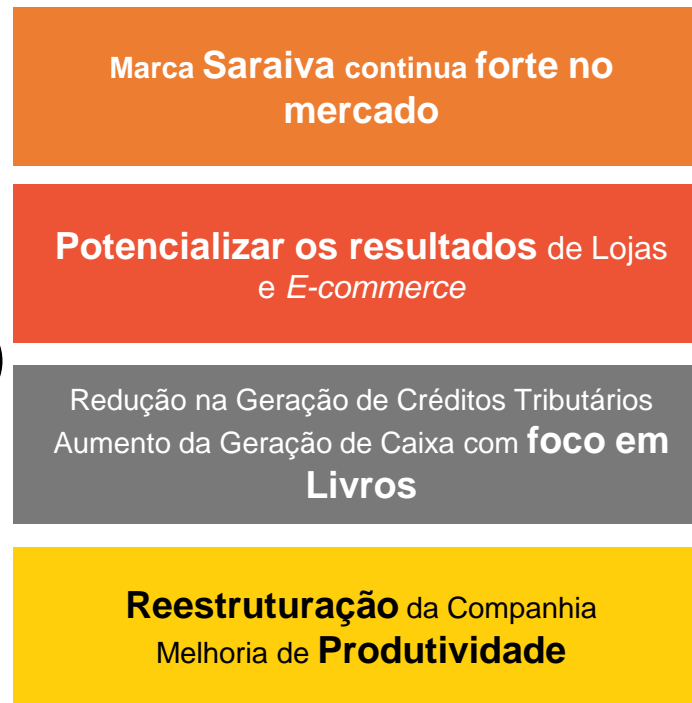 Marca Saraiva continua forte no
mercado
Potencializar os resultados de Lojas
e E-commerce
)
Redução na Geração de Créditos Tributários
Aumento da Geração de Caixa com foco em
Livros
Reestruturação da Companhia
Melhoria de Produtividade